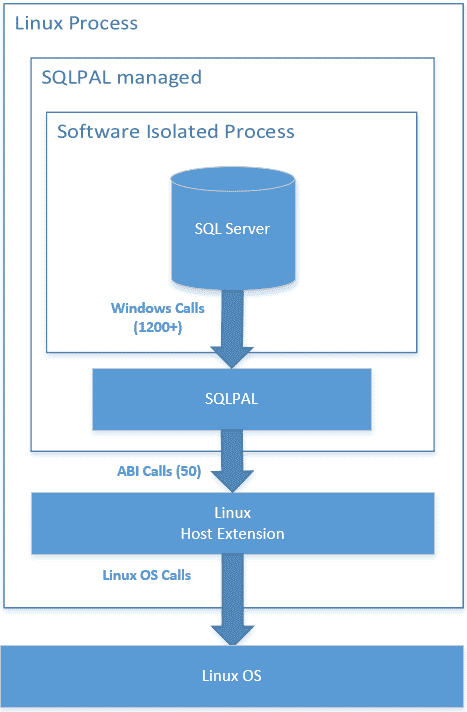 Linux Process
SQLPAL managed
Software Isolated Process
SQL Server
Windows Calls
(1200+)
SQLPAL
ABI Calls (50)
Linux
Host Extension
Linux OS Calls
Linux OS